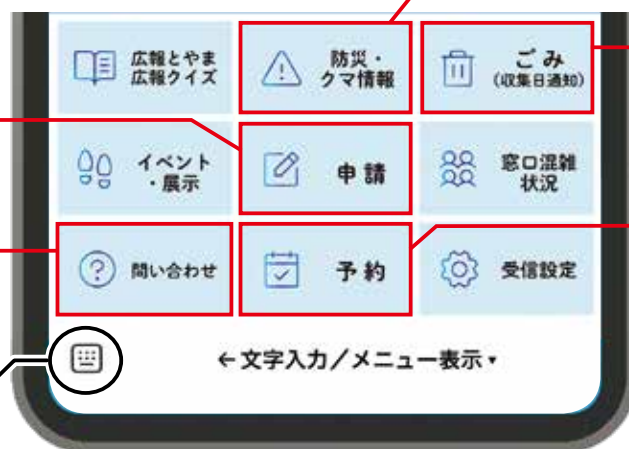 広報とやま
広報クイズ
防災・
クマ情報
ごみ
(収集日通知)
イベント
・展示
申請
窓口混雑
状況
問い合わせ
予約
受信設定
←文字入力/メニュー表示▼